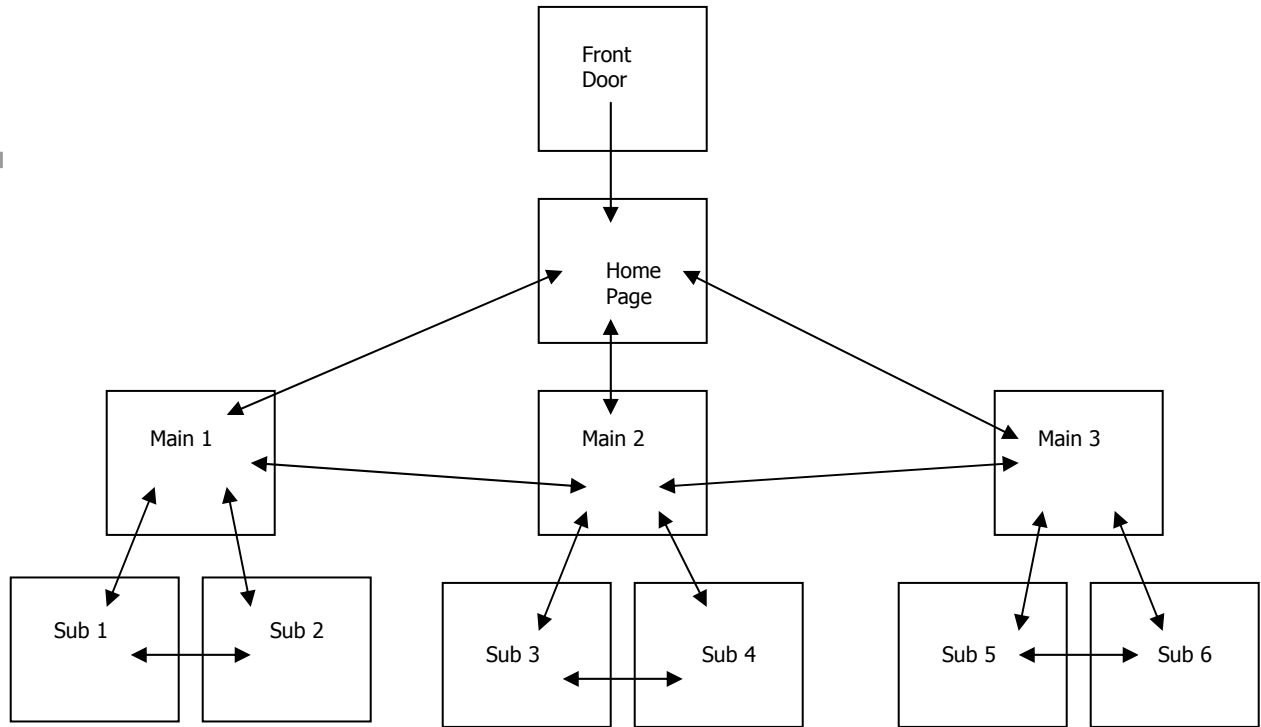 Front
Door
Home
Page
Main 1
Main 2
Main 3
Sub 1
Sub 2
Sub 3
Sub 4
Sub 5
Sub 6